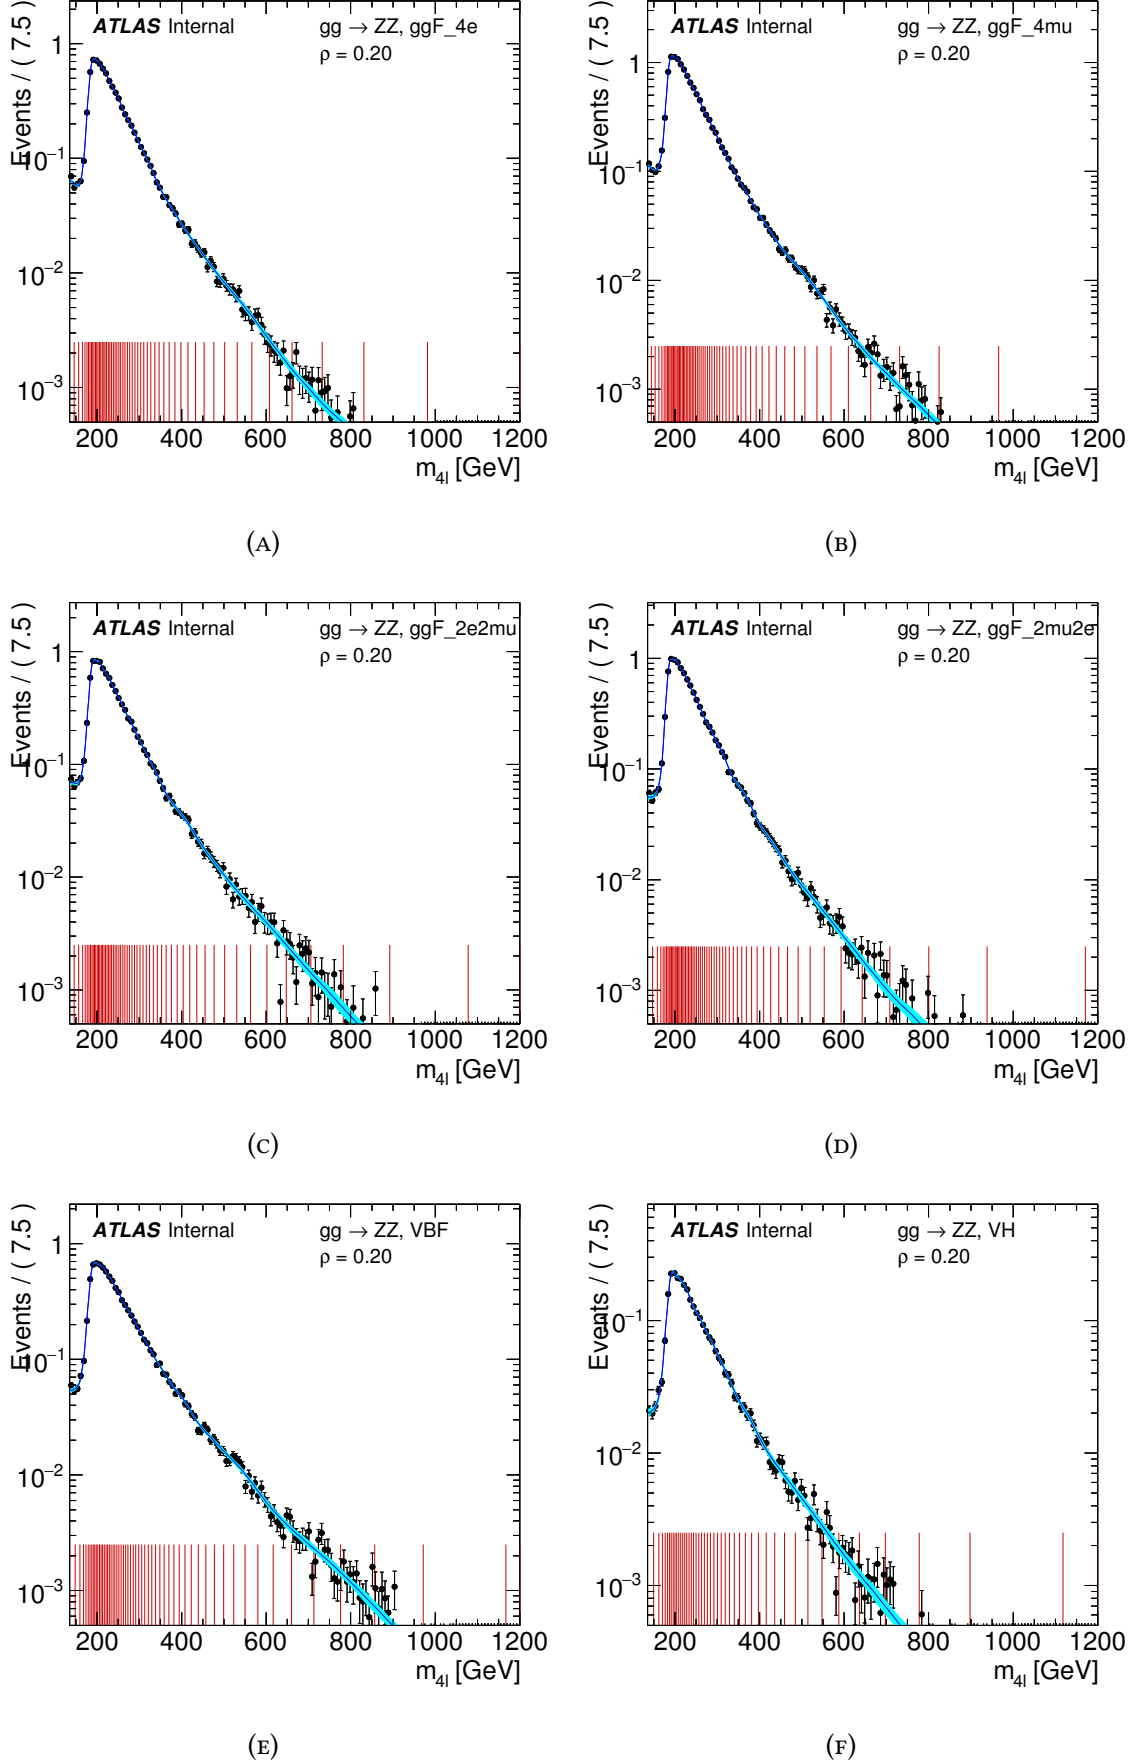 ATLAS Internal
gg → ZZ, ggF_4e
ρ = 0.20
Events / ( 7.5 )
1
10⁻¹
10⁻²
10⁻³
200 400 600 800 1000 1200
m₄ₗ [GeV]
(A)
ATLAS Internal
gg → ZZ, ggF_4mu
ρ = 0.20
Events / ( 7.5 )
1
10⁻¹
10⁻²
10⁻³
200 400 600 800 1000 1200
m₄ₗ [GeV]
(B)
ATLAS Internal
gg → ZZ, ggF_2e2mu
ρ = 0.20
Events / ( 7.5 )
1
10⁻¹
10⁻²
10⁻³
200 400 600 800 1000 1200
m₄ₗ [GeV]
(C)
ATLAS Internal
gg → ZZ, ggF_2mu2e
ρ = 0.20
Events / ( 7.5 )
1
10⁻¹
10⁻²
10⁻³
200 400 600 800 1000 1200
m₄ₗ [GeV]
(D)
ATLAS Internal
gg → ZZ, VBF
ρ = 0.20
Events / ( 7.5 )
1
10⁻¹
10⁻²
10⁻³
200 400 600 800 1000 1200
m₄ₗ [GeV]
(E)
ATLAS Internal
gg → ZZ, VH
ρ = 0.20
Events / ( 7.5 )
10⁻¹
10⁻²
10⁻³
200 400 600 800 1000 1200
m₄ₗ [GeV]
(F)